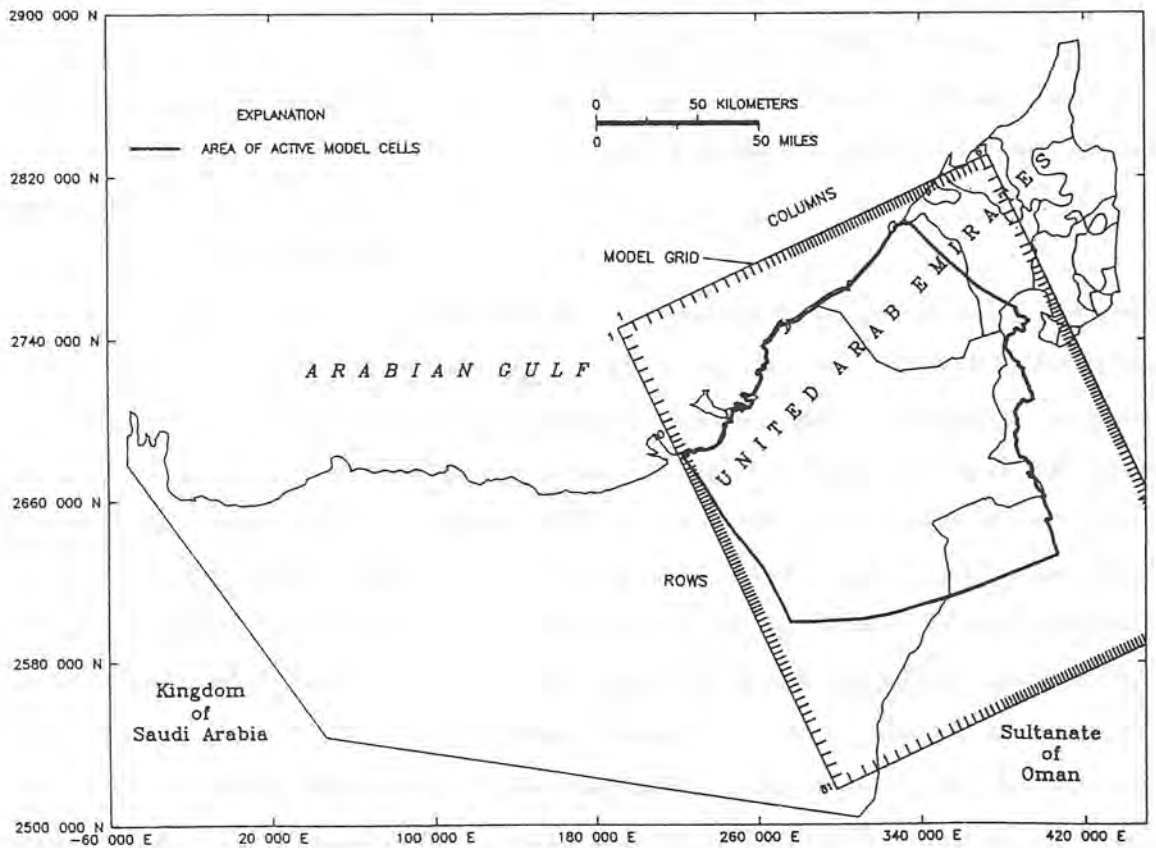 2900 000 N
EXPLANATION
AREA OF ACTIVE MODEL CELLS
0 50 KILOMETERS
0 50 MILES
2820 000 N
COLUMNS
MODEL GRID
UNITED ARAB EMIRATES
1
1
2740 000 N
ARABIAN GULF
2660 000 N
ROWS
2580 000 N
Kingdom
of
Saudi Arabia
Sultanate
of
Oman
81
2500 000 N
-60 000 E 20 000 E 100 000 E 180 000 E 260 000 E 340 000 E 420 000 E